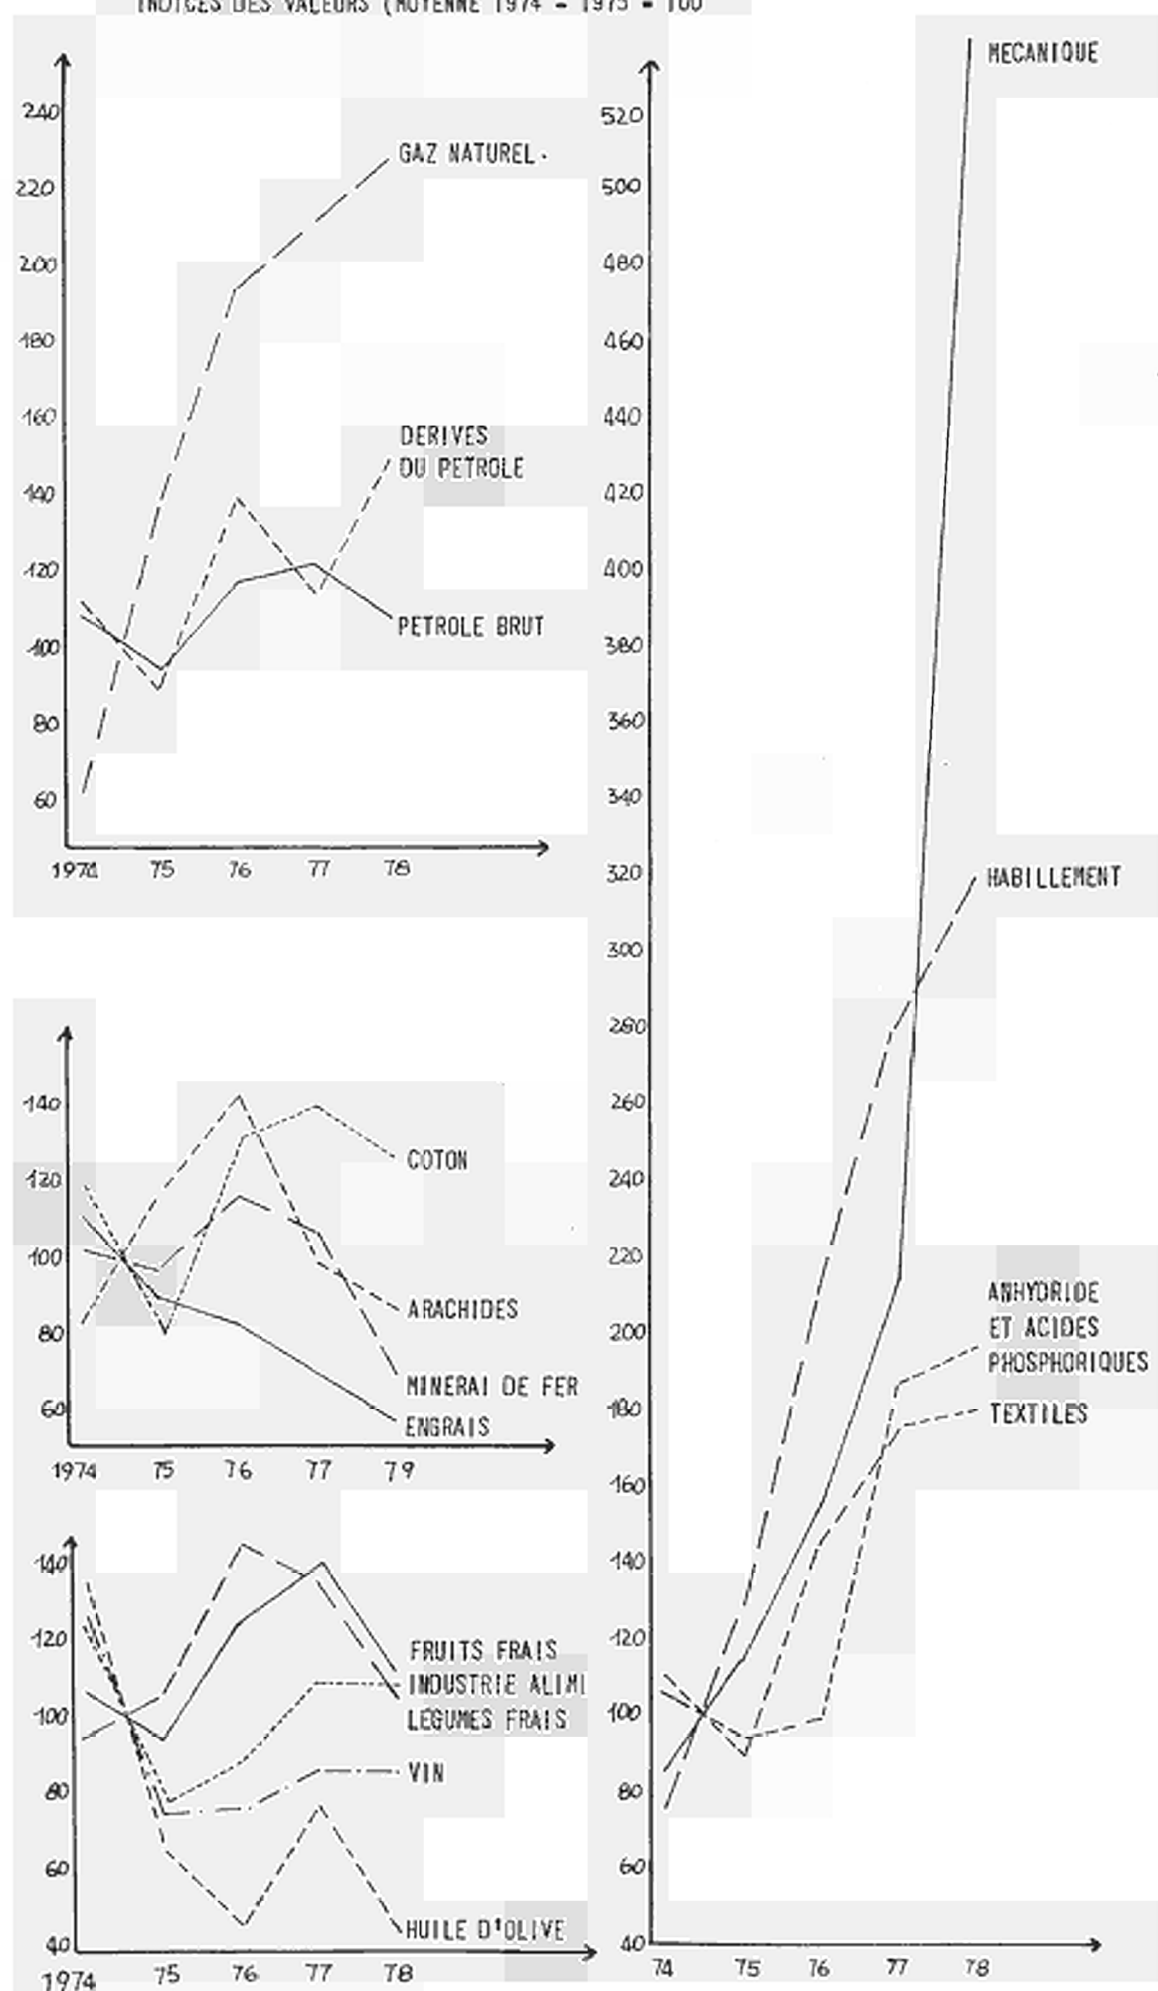 INDICES DES VALEURS (MOYENNE 1974 - 1975 = 100
240
220
200
180
160
140
120
100
80
60
GAZ NATUREL
DERIVES
DU PETROLE
PETROLE BRUT
1974 75 76 77 78
140
120
100
80
60
COTON
ARACHIDES
MINERAI DE FER
ENGRAIS
1974 75 76 77 79
140
120
100
80
60
40
FRUITS FRAIS
INDUSTRIE ALIMI
LEGUMES FRAIS
VIN
HUILE D'OLIVE
1974 75 76 77 78
520
500
480
460
440
420
400
380
360
340
320
300
280
260
240
220
200
180
160
140
120
100
80
60
40
MECANIQUE
HABILLEMENT
ANHYDRIDE
ET ACIDES
PHOSPHORIQUES
TEXTILES
74 75 76 77 78